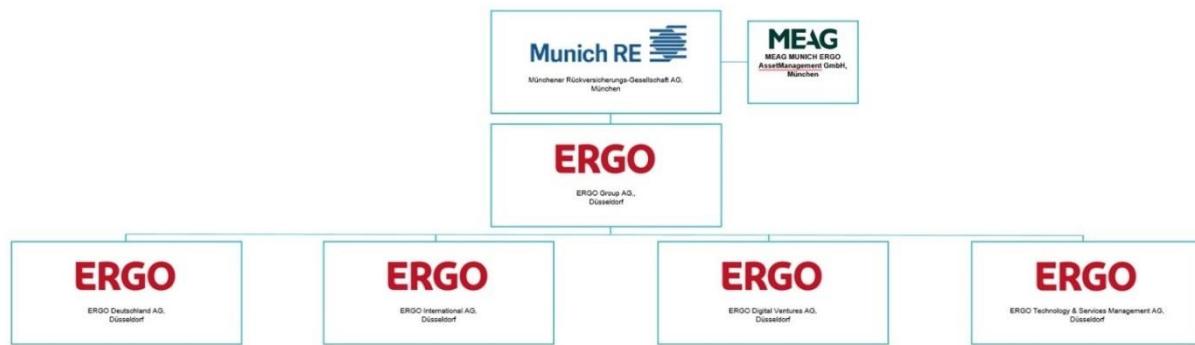 Munich RE
Münchener Rückversicherungs-Gesellschaft AG,
München
MEAG
MEAG MUNICH ERGO
AssetManagement GmbH,
München
ERGO
ERGO Group AG,,
Düsseldorf
ERGO
ERGO Deutschland AG,
Düsseldorf
ERGO
ERGO International AG,
Düsseldorf
ERGO
ERGO Digital Ventures AG,
Düsseldorf
ERGO
ERGO Technology & Services Management AG,
Düsseldorf